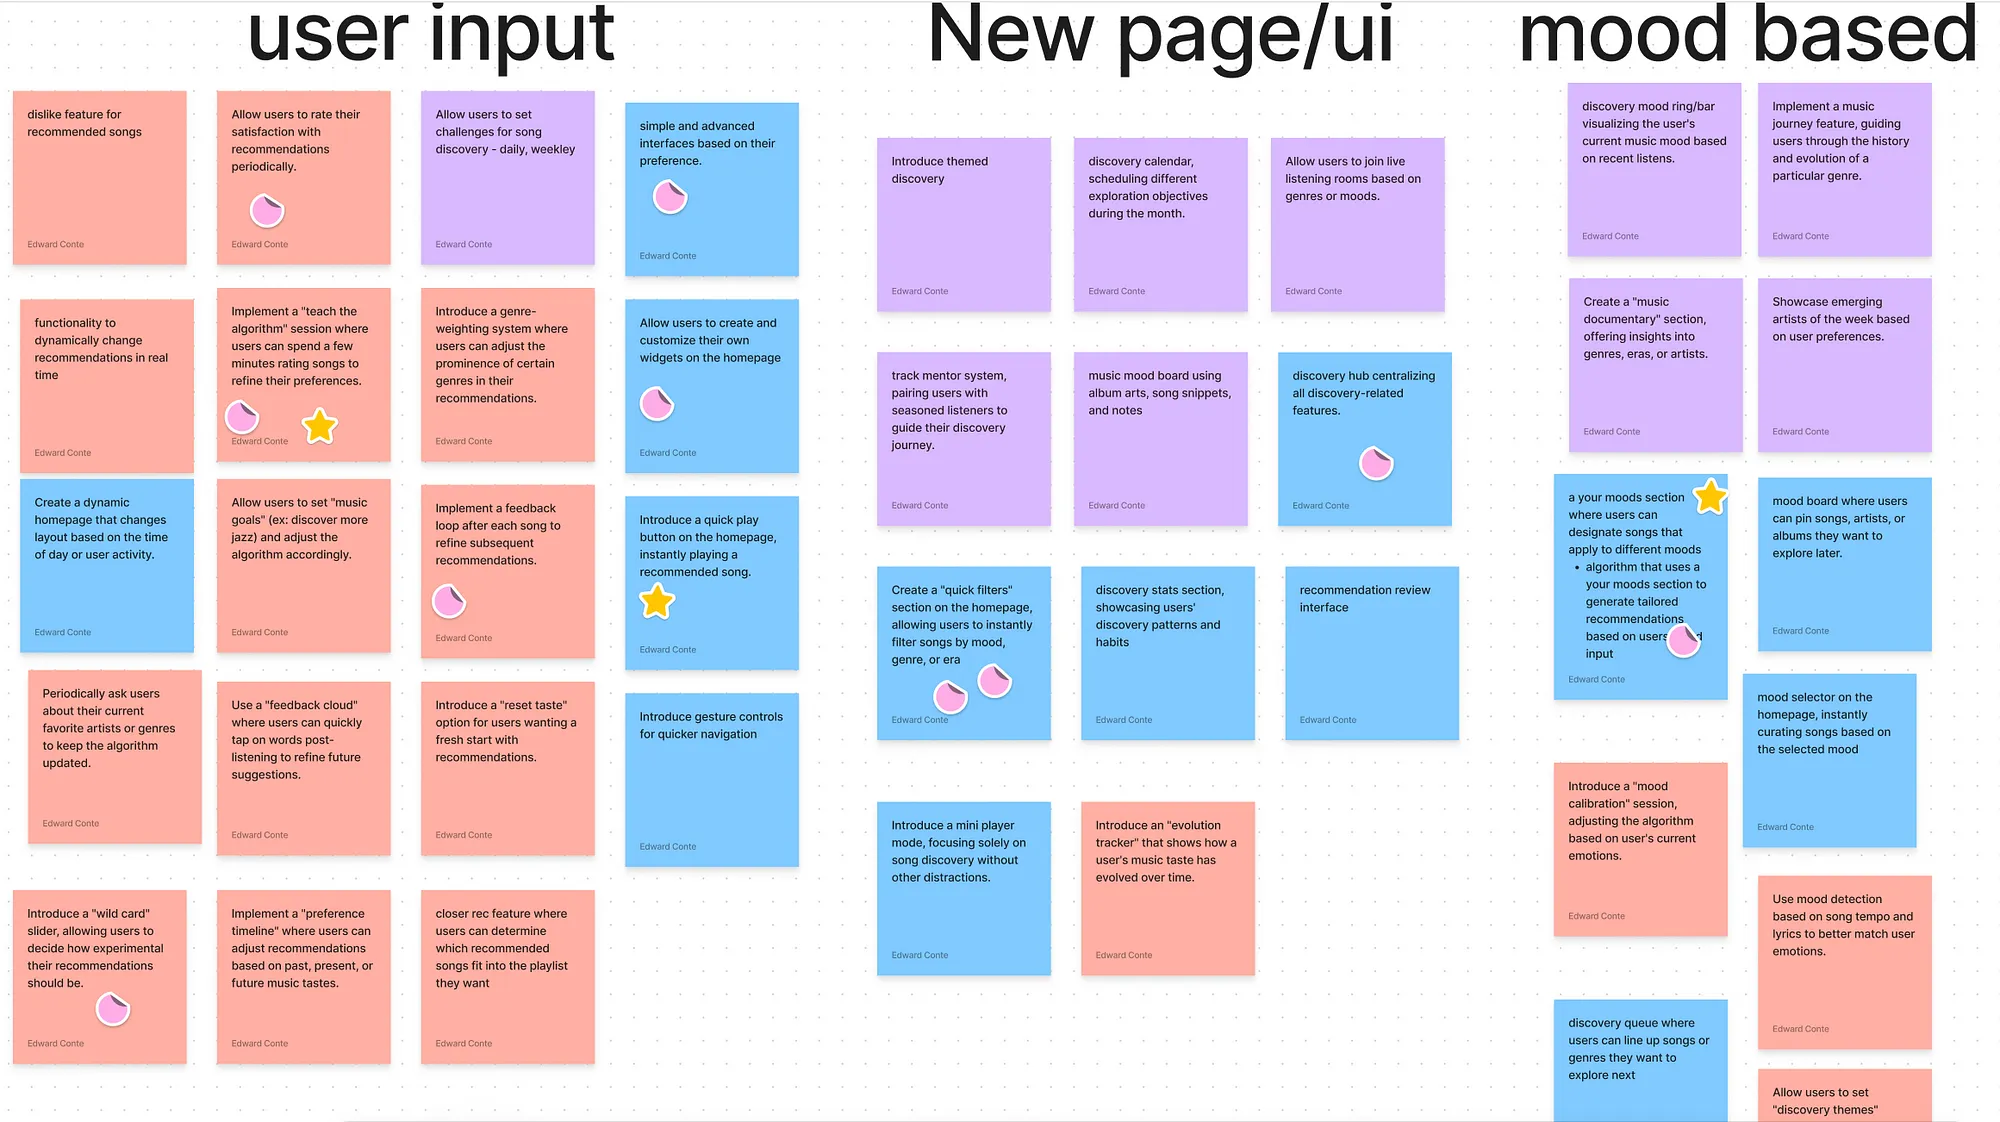 user input
dislike feature for
recommended songs
Edward Conte
Allow users to rate their
satisfaction with
recommendations
periodically.
Edward Conte
Allow users to set
challenges for song
discovery - daily, weekley
Edward Conte
simple and advanced
interfaces based on their
preference.
Edward Conte
functionality to
dynamically change
recommendations in real
time
Edward Conte
Implement a "teach the
algorithm" session where
users can spend a few
minutes rating songs to
refine their preferences.
Edward Conte
Introduce a genre-
weighting system where
users can adjust the
prominence of certain
genres in their
recommendations.
Edward Conte
Allow users to create and
customize their own
widgets on the homepage
Edward Conte
Create a dynamic
homepage that changes
layout based on the time
of day or user activity.
Edward Conte
Allow users to set "music
goals" (ex: discover more
jazz) and adjust the
algorithm accordingly.
Edward Conte
Implement a feedback
loop after each song to
refine subsequent
recommendations.
Edward Conte
Introduce a quick play
button on the homepage,
instantly playing a
recommended song.
Edward Conte
Periodically ask users
about their current
favorite artists or genres
to keep the algorithm
updated.
Edward Conte
Use a "feedback cloud"
where users can quickly
tap on words post-
listening to refine future
suggestions.
Edward Conte
Introduce a "reset taste"
option for users wanting a
fresh start with
recommendations.
Edward Conte
Introduce gesture controls
for quicker navigation
Edward Conte
Introduce a "wild card"
slider, allowing users to
decide how experimental
their recommendations
should be.
Edward Conte
Implement a "preference
timeline" where users can
adjust recommendations
based on past, present, or
future music tastes.
Edward Conte
closer rec feature where
users can determine
which recommended
songs fit into the playlist
they want
Edward Conte
New page/ui
Introduce themed
discovery
Edward Conte
discovery calendar,
scheduling different
exploration objectives
during the month.
Edward Conte
Allow users to join live
listening rooms based on
genres or moods.
Edward Conte
track mentor system,
pairing users with
seasoned listeners to
guide their discovery
journey.
Edward Conte
music mood board using
album arts, song snippets,
and notes
Edward Conte
discovery hub centralizing
all discovery-related
features.
Edward Conte
Create a "quick filters"
section on the homepage,
allowing users to instantly
filter songs by mood,
genre, or era
Edward Conte
discovery stats section,
showcasing users'
discovery patterns and
habits
Edward Conte
recommendation review
interface
Edward Conte
Introduce a mini player
mode, focusing solely on
song discovery without
other distractions.
Edward Conte
Introduce an "evolution
tracker" that shows how a
user's music taste has
evolved over time.
Edward Conte
mood based
discovery mood ring/bar
visualizing the user's
current music mood based
on recent listens.
Edward Conte
Implement a music
journey feature, guiding
users through the history
and evolution of a
particular genre.
Edward Conte
Create a "music
documentary" section,
offering insights into
genres, eras, or artists.
Edward Conte
Showcase emerging
artists of the week based
on user preferences.
Edward Conte
a your moods section
where users can
designate songs that
apply to different moods
• algorithm that uses a
your moods section to
generate tailored
recommendations
based on users
input
Edward Conte
mood board where users
can pin songs, artists, or
albums they want to
explore later.
Edward Conte
mood selector on the
homepage, instantly
curating songs based on
the selected mood
Edward Conte
Introduce a "mood
calibration" session,
adjusting the algorithm
based on user's current
emotions.
Edward Conte
Use mood detection
based on song tempo and
lyrics to better match user
emotions.
Edward Conte
discovery queue where
users can line up songs or
genres they want to
explore next
Allow users to set
"discovery themes"